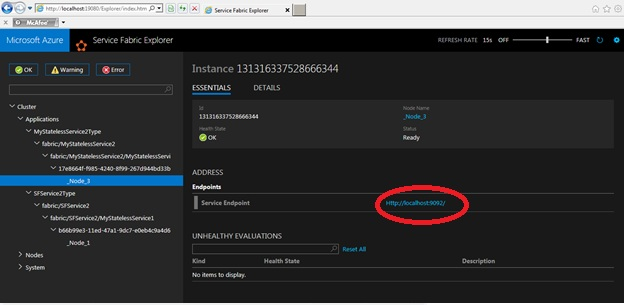 http://localhost:19080/Explorer/index.htm
Service Fabric Explorer
McAfee
Microsoft Azure
Service Fabric Explorer
REFRESH RATE 15s OFF FAST
OK Warning Error
Cluster
Applications
MyStatelessService2Type
fabric:/MyStatelessService2
fabric:/MyStatelessService2/MyStatelessServi
17e8664f-f985-4240-8f99-267d944bd33b
_Node_3
SFService2Type
fabric:/SFService2
fabric:/SFService2/MyStatelessService1
b66b99e3-11ed-47a1-9dc7-e0eb4c9a4d6
_Node_1
Nodes
System
Instance 131316337528666344
ESSENTIALS DETAILS
Id
131316337528666344
Node Name
_Node_3
Health State
OK
Status
Ready
ADDRESS
Endpoints
Service Endpoint
Http://localhost:9092/
UNHEALTHY EVALUATIONS
Reset All
Kind Health State Description
No items to display.